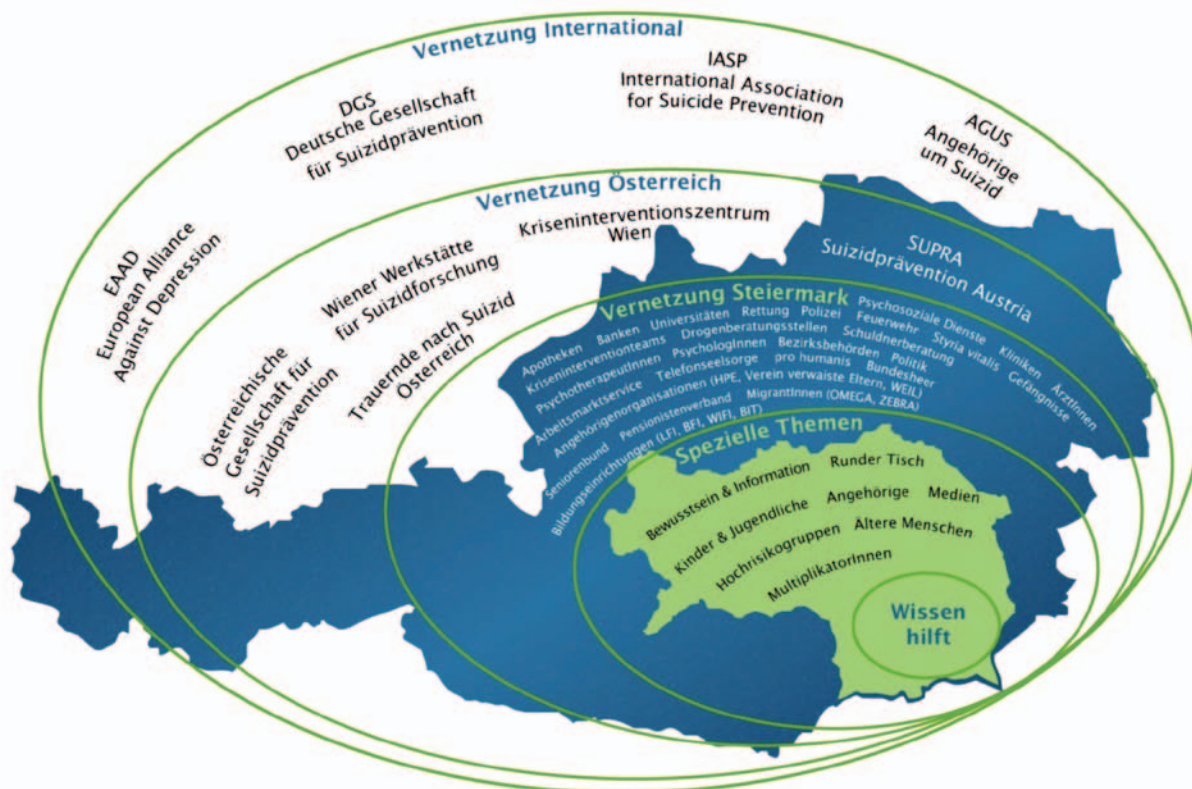 Vernetzung International
DGS
Deutsche Gesellschaft
für Suizidprävention
IASP
International Association
for Suicide Prevention
AGUS
Angehörige
um Suizid
EAAD
European Alliance
Against Depression
Vernetzung Österreich
Kriseninterventionszentrum
Wien
Wiener Werkstätte
für Suizidforschung
SUPRA
Suizidprävention Austria
Österreichische
Gesellschaft für
Suizidprävention
Trauernde nach Suizid
Österreich
Vernetzung Steiermark
Apotheken Banken Universitäten Rettung Polizei Psychosoziale Dienste Kliniken ÄrztInnen
Kriseninterventionteams Drogenberatungsstellen Feuerwehr Styria vitalis Gefängnisse
PsychotherapeutInnen PsychologInnen Bezirksbehörden Schuldnerberatung
Arbeitsmarktservice Telefonseelsorge pro humanis Politik Bundesheer
Angehörigenorganisationen (HPE, Verein verwaiste Eltern, WEIL)
Seniorenbund Pensionistenverband MigrantInnen (OMEGA, ZEBRA)
Bildungseinrichtungen (LFI, BFI, WIFI, BIT)
Spezielle Themen
Bewusstsein & Information Runder Tisch
Kinder & Jugendliche Angehörige Medien
Hochrisikogruppen Ältere Menschen
MultiplikatorInnen
Wissen
hilft